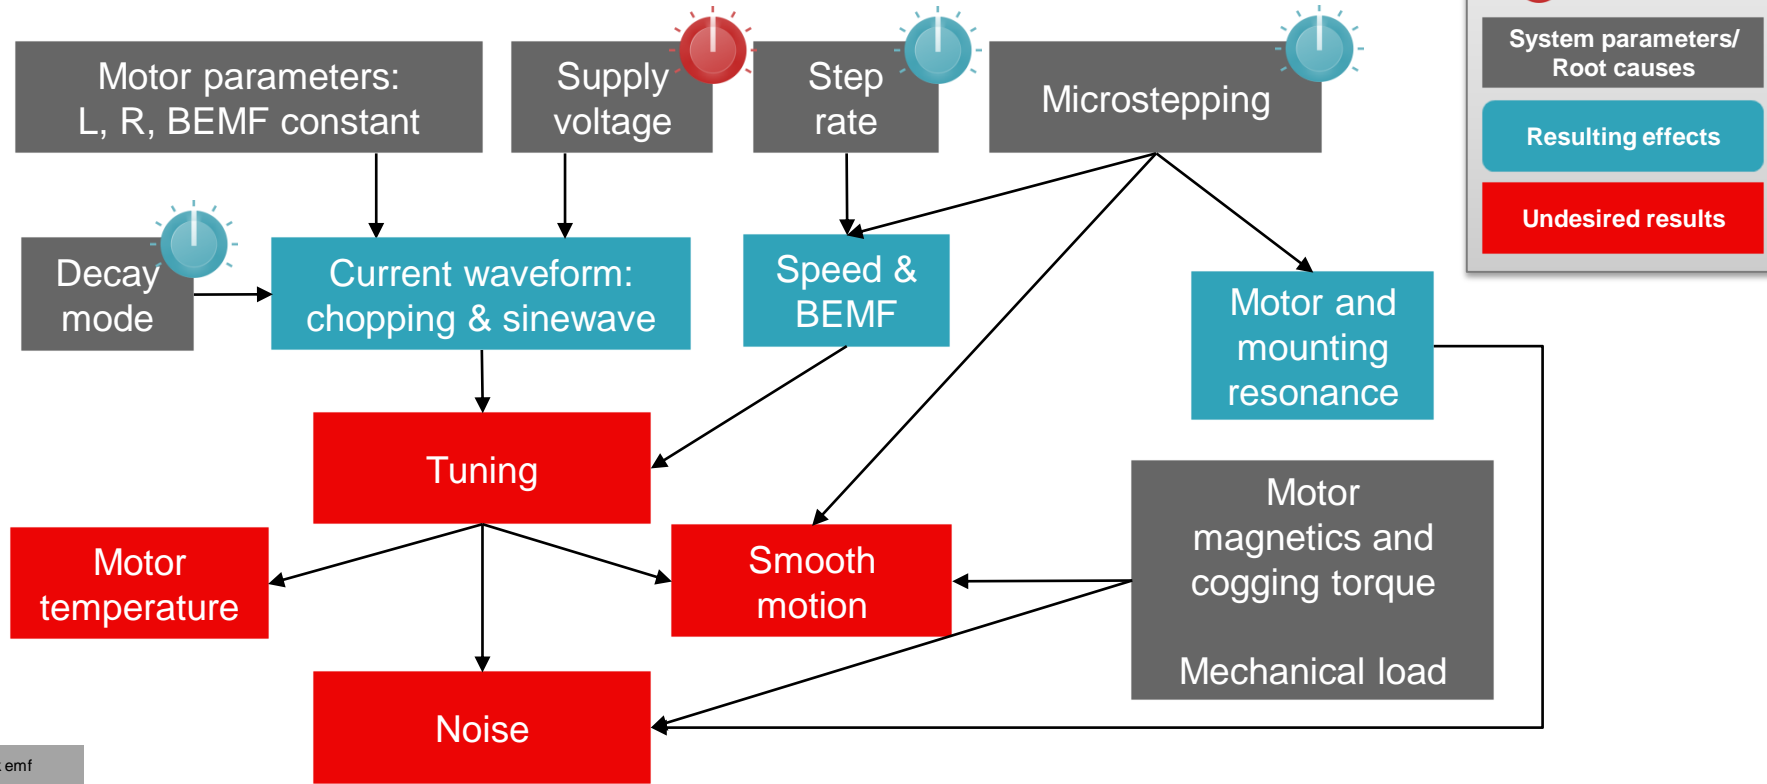 Motor parameters:
L, R, BEMF constant
Supply
voltage
Step
rate
Microstepping
System parameters/
Root causes
Resulting effects
Undesired results
Decay
mode
Current waveform:
chopping & sinewave
Speed &
BEMF
Motor and
mounting
resonance
Tuning
Motor
magnetics and
cogging torque
Mechanical load
Motor
temperature
Smooth
motion
Noise
emf